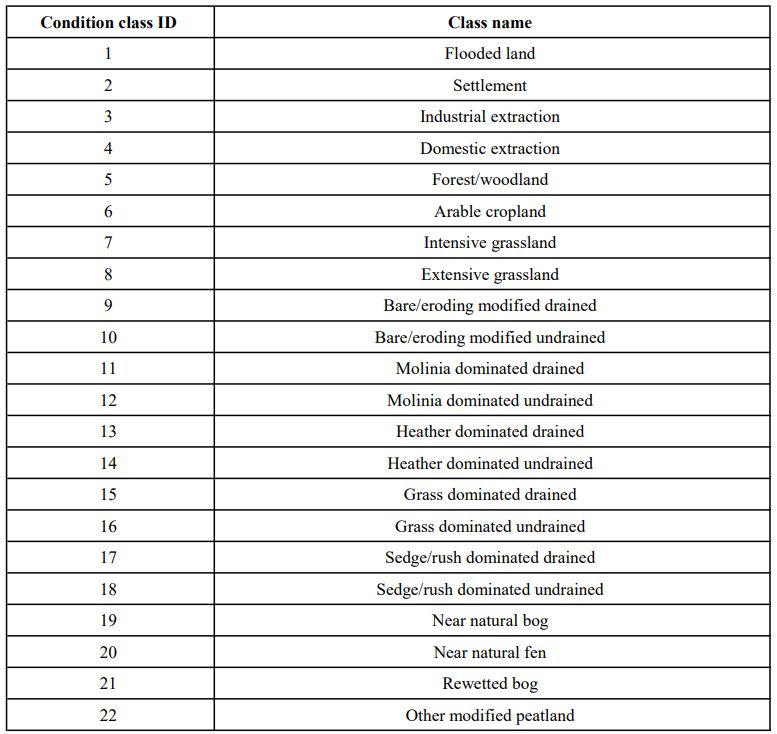 Condition class ID Class name
1 Flooded land
2 Settlement
3 Industrial extraction
4 Domestic extraction
5 Forest/woodland
6 Arable cropland
7 Intensive grassland
8 Extensive grassland
9 Bare/eroding modified drained
10 Bare/eroding modified undrained
11 Molinia dominated drained
12 Molinia dominated undrained
13 Heather dominated drained
14 Heather dominated undrained
15 Grass dominated drained
16 Grass dominated undrained
17 Sedge/rush dominated drained
18 Sedge/rush dominated undrained
19 Near natural bog
20 Near natural fen
21 Rewetted bog
22 Other modified peatland